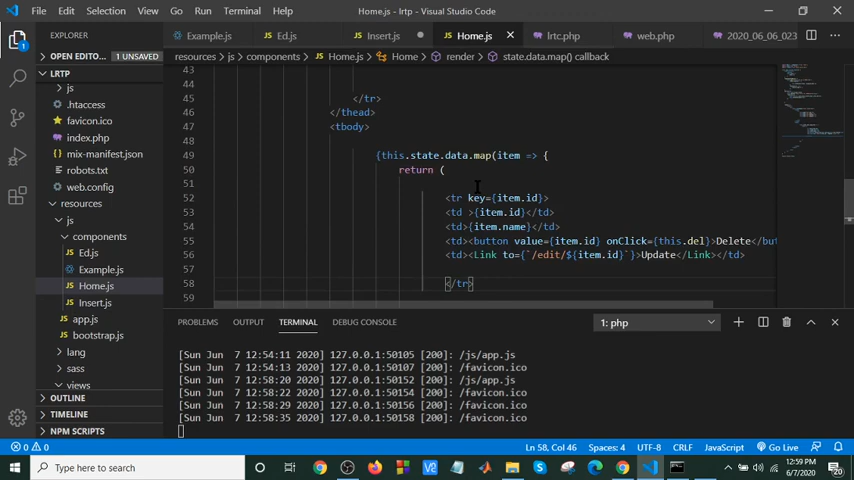 File Edit Selection View Go Run Terminal Help Home.js - lrtp - Visual Studio Code
Example.js Ed.js Insert.js Home.js lrtc.php web.php 2020_06_06_023
EXPLORER
OPEN EDITO... 1 UNSAVED
LRTP
js
.htaccess
favicon.ico
index.php
mix-manifest.json
robots.txt
web.config
resources
js
components
Ed.js
Example.js
Home.js
Insert.js
app.js
bootstrap.js
lang
sass
views
OUTLINE
TIMELINE
NPM SCRIPTS
resources > js > components > Home.js > Home > render > state.data.map() callback
43
44
45 </tr>
46 </thead>
47 <tbody>
48
49 {this.state.data.map(item => {
50 return (
51
52 <tr key={item.id}>
53 <td >{item.id}</td>
54 <td>{item.name}</td>
55 <td><button value={item.id} onClick={this.del}>Delete</but
56 <td><Link to={`/edit/${item.id}`}>Update</Link></td>
57
58 </tr>
59
PROBLEMS OUTPUT TERMINAL DEBUG CONSOLE 1: php
[Sun Jun 7 12:54:11 2020] 127.0.0.1:50105 [200]: /js/app.js
[Sun Jun 7 12:54:13 2020] 127.0.0.1:50107 [200]: /favicon.ico
[Sun Jun 7 12:58:20 2020] 127.0.0.1:50152 [200]: /js/app.js
[Sun Jun 7 12:58:22 2020] 127.0.0.1:50154 [200]: /favicon.ico
[Sun Jun 7 12:58:29 2020] 127.0.0.1:50156 [200]: /favicon.ico
[Sun Jun 7 12:58:35 2020] 127.0.0.1:50158 [200]: /favicon.ico
0 0 Ln 58, Col 46 Spaces: 4 UTF-8 CRLF JavaScript Go Live
Type here to search
12:59 PM
6/7/2020
20